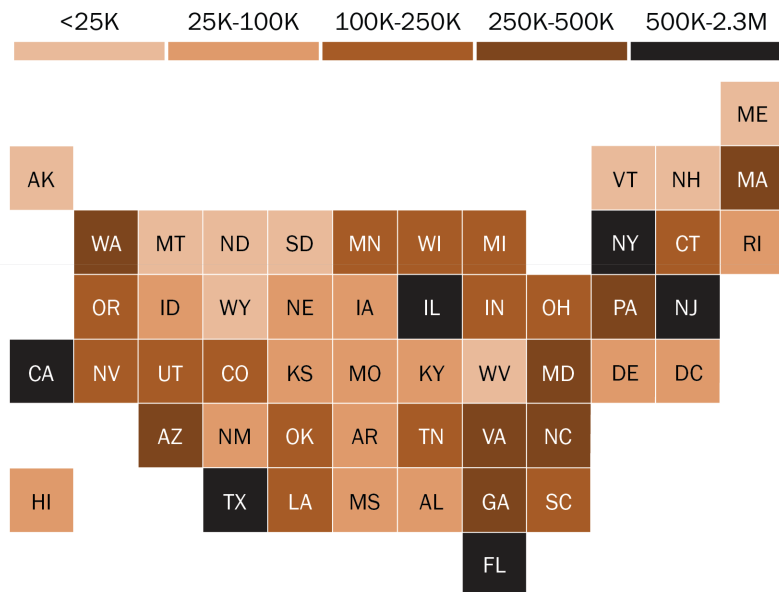 <25K 25K-100K 100K-250K 250K-500K 500K-2.3M
ME
AK VT NH MA
WA MT ND SD MN WI MI NY CT RI
OR ID WY NE IA IL IN OH PA NJ
CA NV UT CO KS MO KY WV MD DE DC
AZ NM OK AR TN VA NC
HI TX LA MS AL GA SC
FL